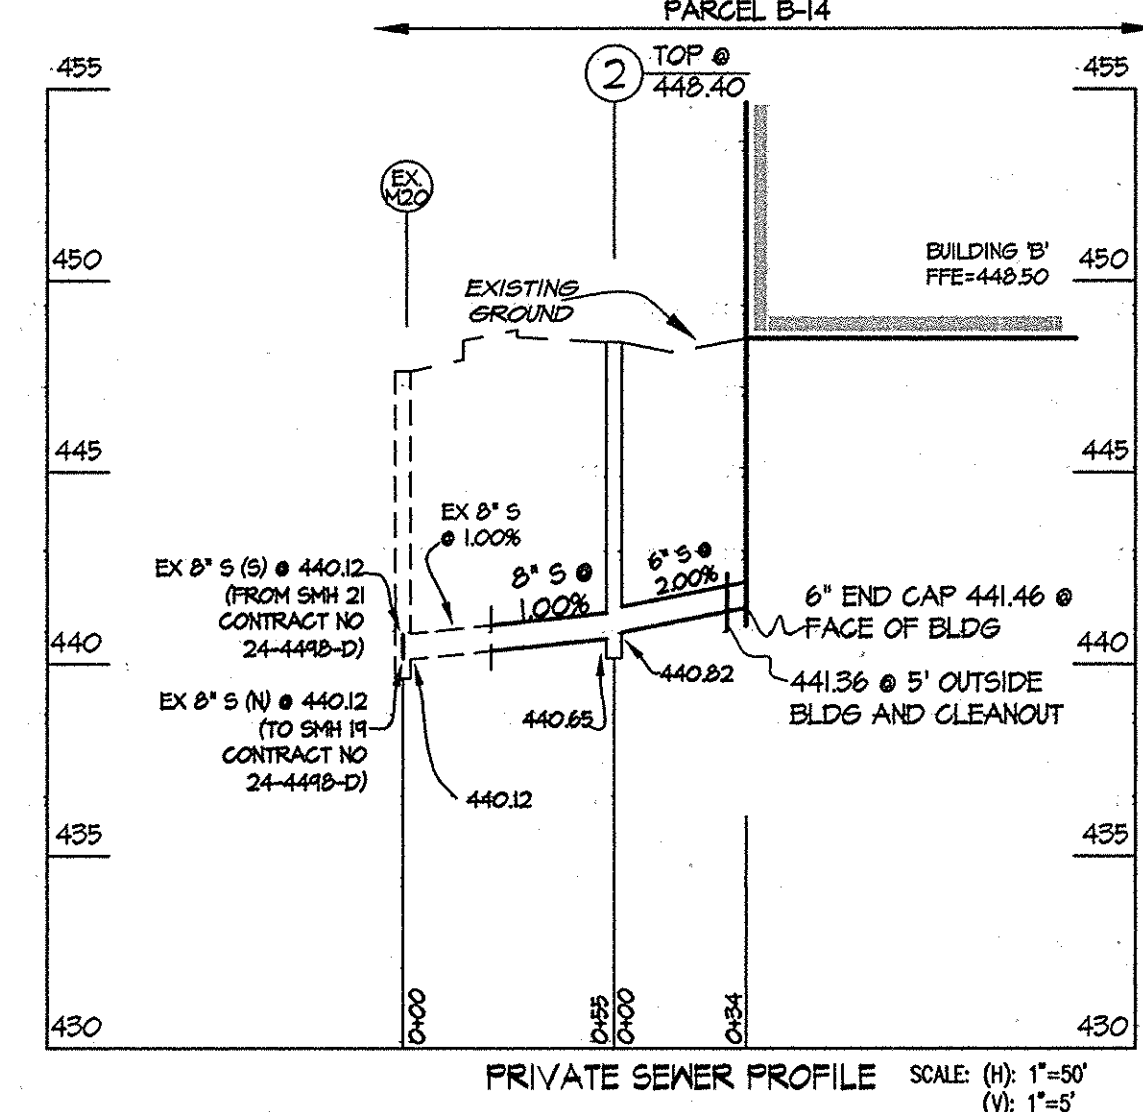 PARCEL B-14
2
TOP @
448.40
455
455
EX.
M20
450
450
BUILDING 'B'
FFE=448.50
EXISTING
GROUND
445
445
EX 8" S
@ 1.00%
8" S @
1.00%
6" S @
2.00%
EX 8" S (S) @ 440.12
(FROM SMH 21
CONTRACT NO
24-4498-D)
6" END CAP 441.46 @
FACE OF BLDG
440
440
440.82
441.36 @ 5' OUTSIDE
BLDG AND CLEANOUT
EX 8" S (N) @ 440.12
(TO SMH 19
CONTRACT NO
24-4498-D)
440.65
440.12
435
435
0+00
0+55
0+00
0+34
430
430
PRIVATE SEWER PROFILE
SCALE: (H): 1"=50'
(V): 1"=5'